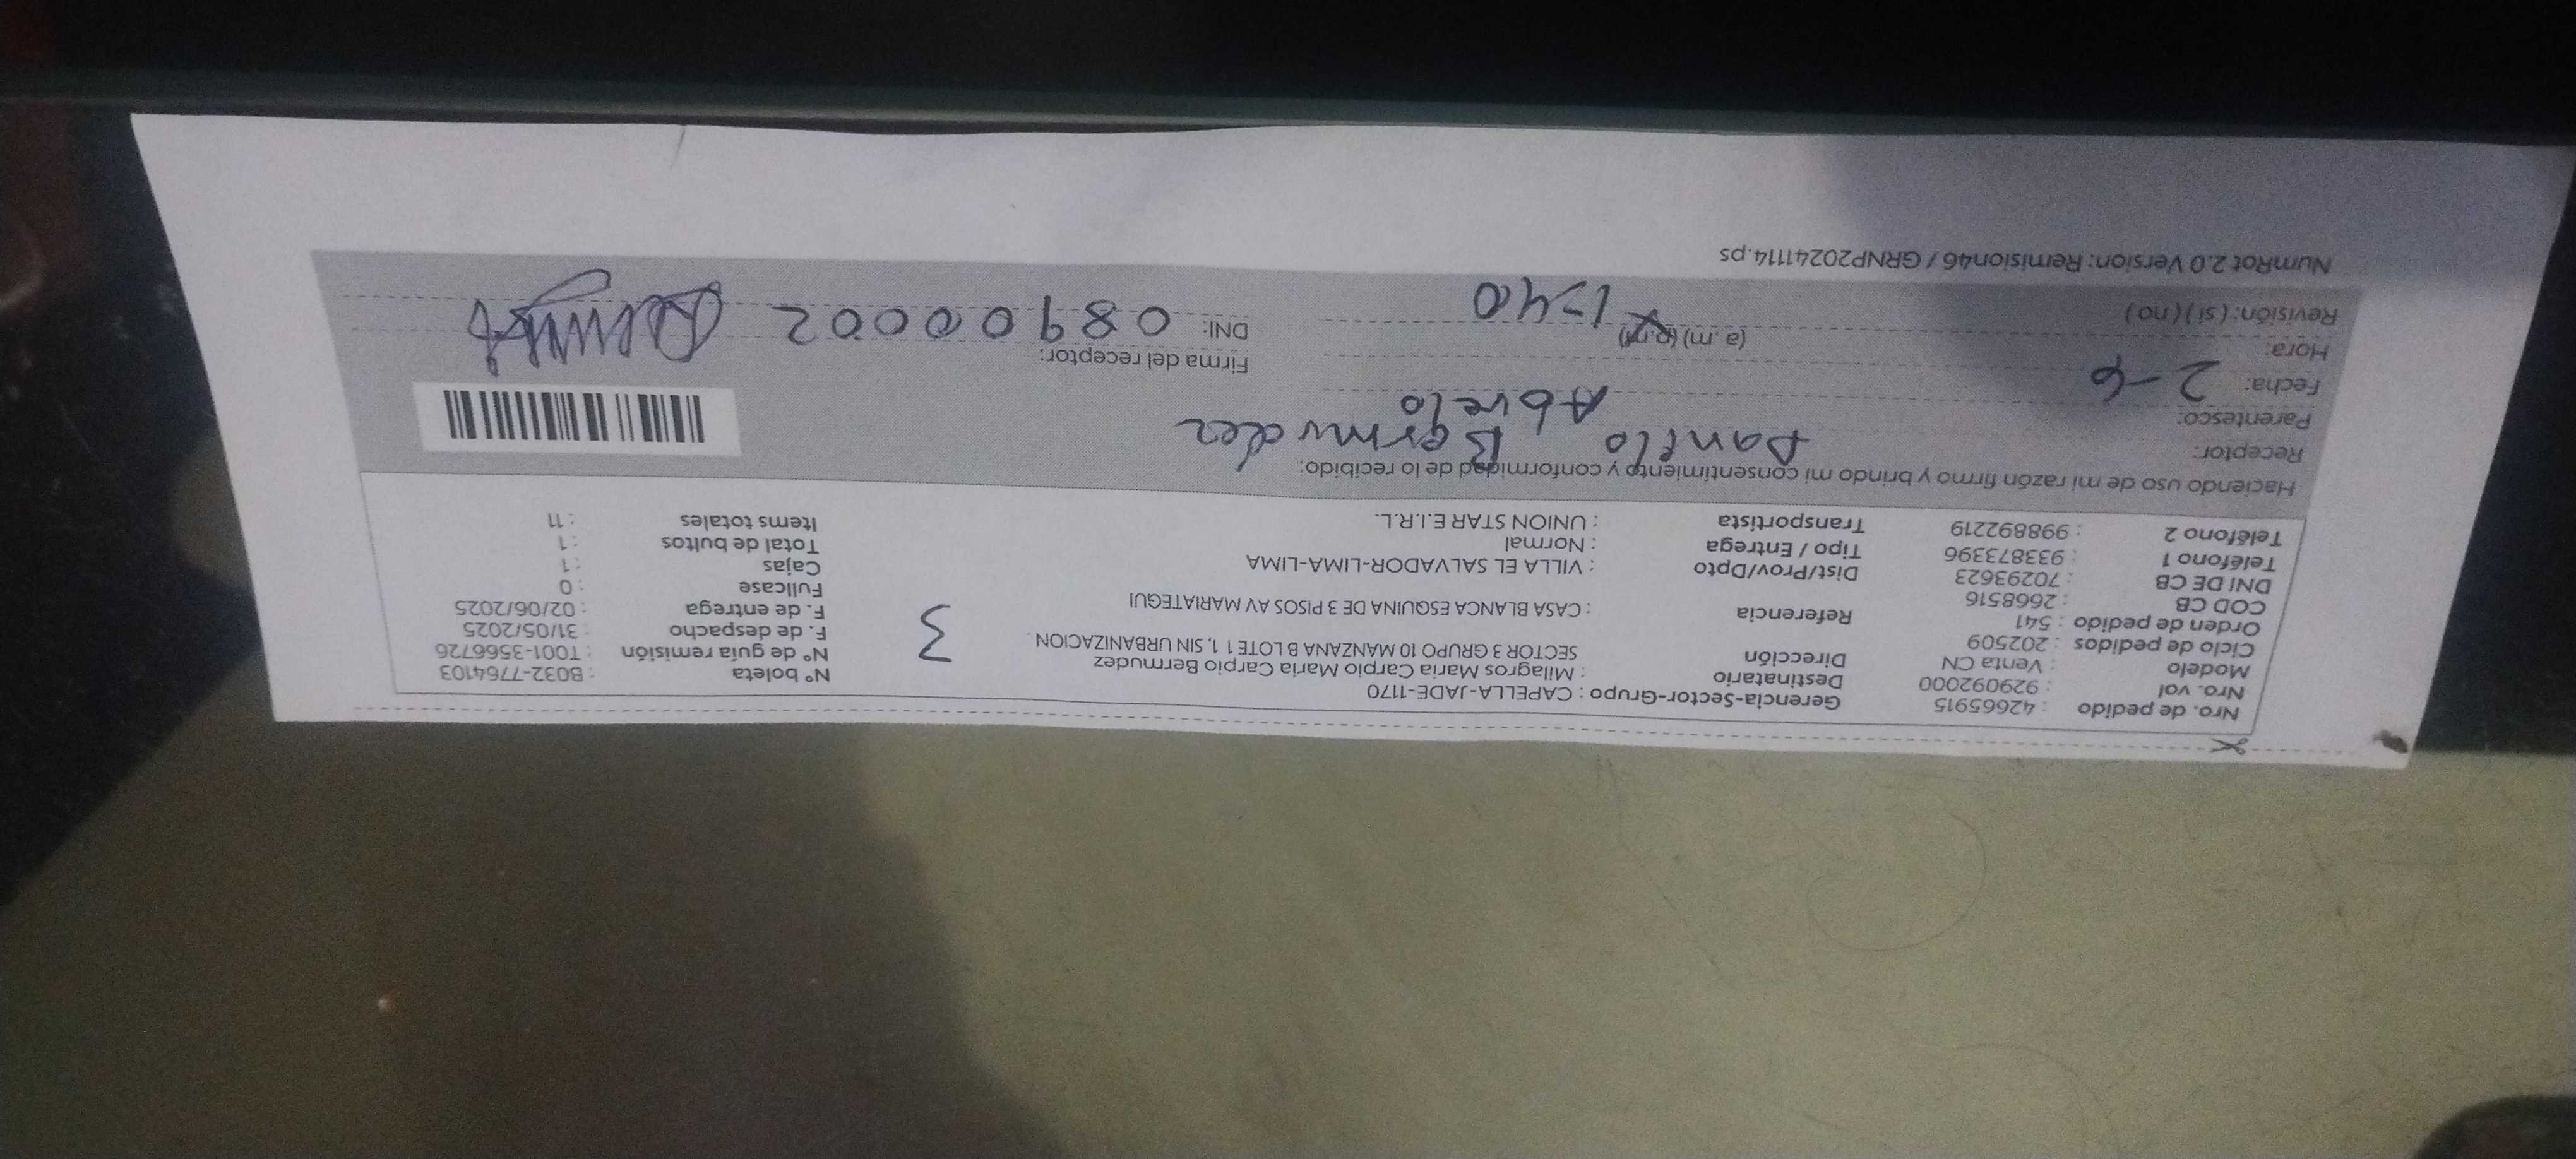 Nro. de pedido : 42665915 Gerencia-Sector-Grupo : CAPELLA-JADE-1170
Nro. vol : 929092000 Destinatario : Milagros Maria Carpio Maria Carpio Bermudez Nº boleta : B032-7764103
Modelo : Venta CN Dirección SECTOR 3 GRUPO 10 MANZANA B LOTE 1 1, SIN URBANIZACION . Nº de guía remisión : T001-3566726
Ciclo de pedidos : 202509 3 F. de despacho : 31/05/2025
Orden de pedido : 541 Referencia : CASA BLANCA ESQUINA DE 3 PISOS AV MARIATEGUI F. de entrega : 02/06/2025
COD CB : 2668516 Fullcase : 0
DNI DE CB : 70293623 Dist/Prov/Dpto : VILLA EL SALVADOR-LIMA-LIMA Cajas : 1
Teléfono 1 : 933873396 Tipo / Entrega : Normal Total de bultos : 1
Teléfono 2 : 998892219 Transportista : UNION STAR E.I.R.L. Items totales : 11
Haciendo uso de mi razón firmo y brindo mi consentimiento y conformidad de lo recibido:
Receptor: Danilo Bermudez
Parentesco: Abuelo
Fecha: 2-6 Firma del receptor:
Hora: (a.m) (p.m) 1:40 DNI: 08900002
Revisión: ( si ) ( no )
NumRot 2.0 Version: Remision46 / GRNP20241114.ps